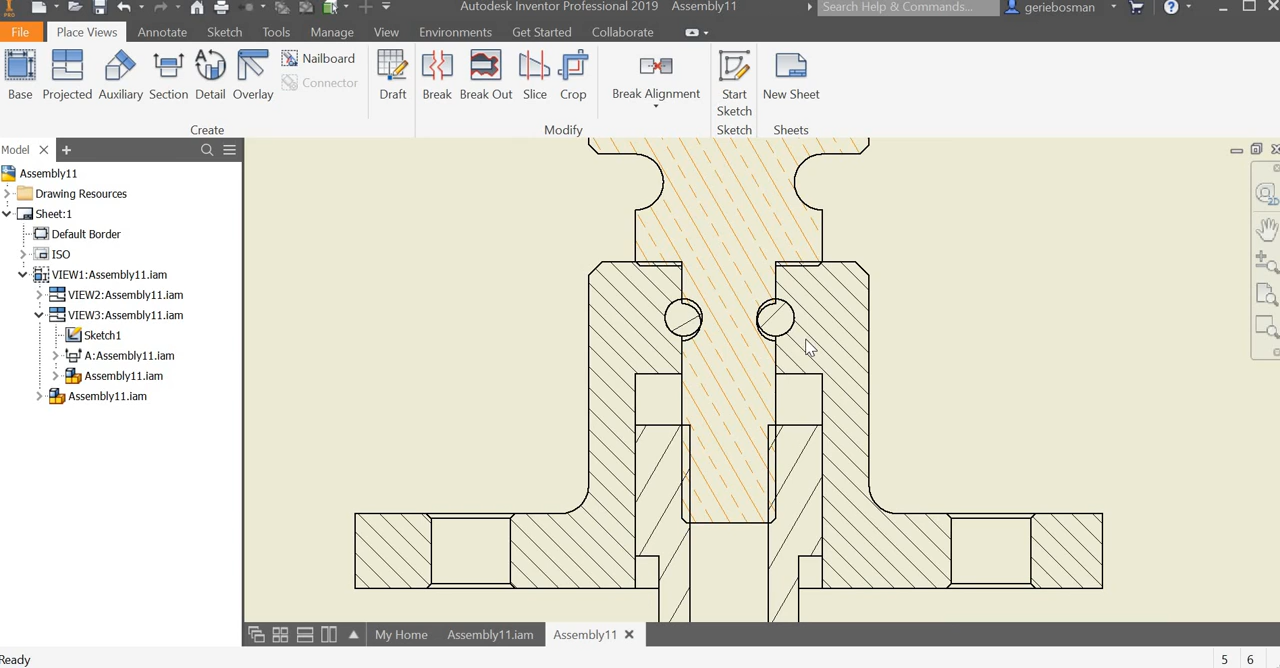 PRO
Autodesk Inventor Professional 2019 Assembly11
Search Help & Commands...
geriebosman
File
Place Views
Annotate
Sketch
Tools
Manage
View
Environments
Get Started
Collaborate
Base
Projected
Auxiliary
Section
Detail
Overlay
Nailboard
Connector
Draft
Break
Break Out
Slice
Crop
Break Alignment
Start
Sketch
New Sheet
Create
Modify
Sketch
Sheets
Model
Assembly11
Drawing Resources
Sheet:1
Default Border
ISO
VIEW1:Assembly11.iam
VIEW2:Assembly11.iam
VIEW3:Assembly11.iam
Sketch1
A:Assembly11.iam
Assembly11.iam
Assembly11.iam
My Home
Assembly11.iam
Assembly11
Ready
5 6